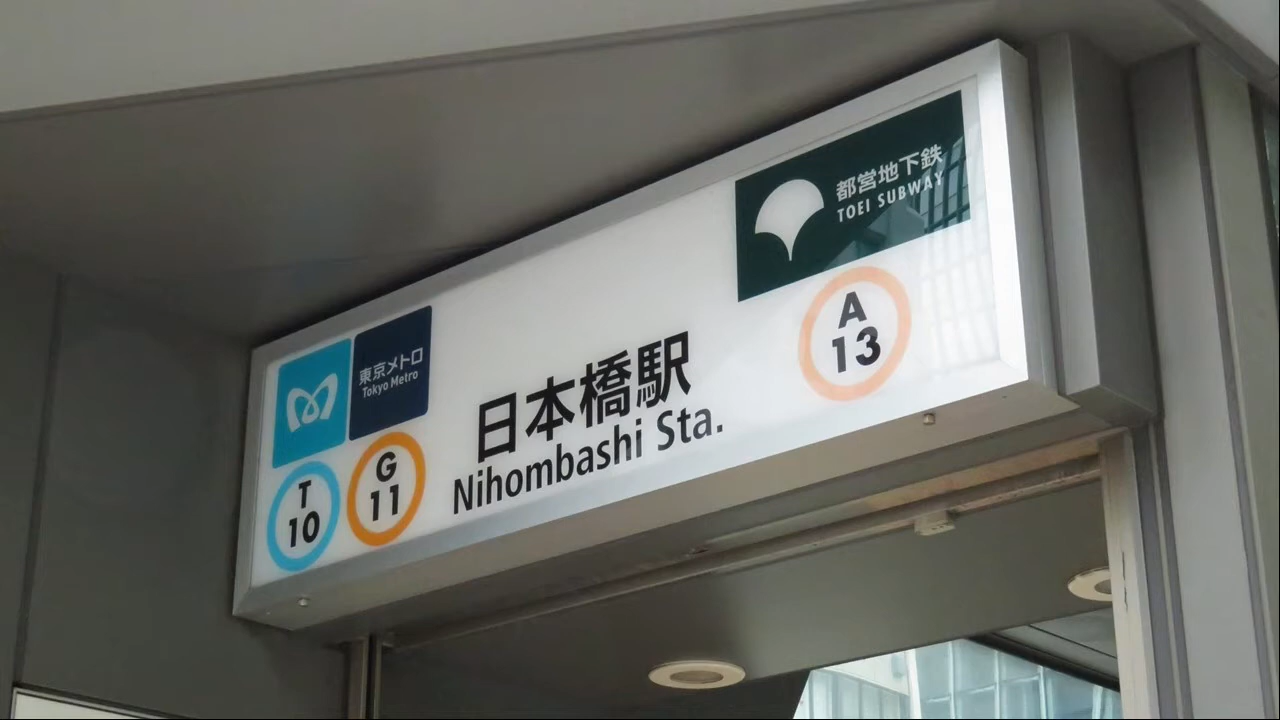 東京メトロ
Tokyo Metro
T
10
G
11
日本橋駅
Nihombashi Sta.
都営地下鉄
TOEI SUBWAY
A
13